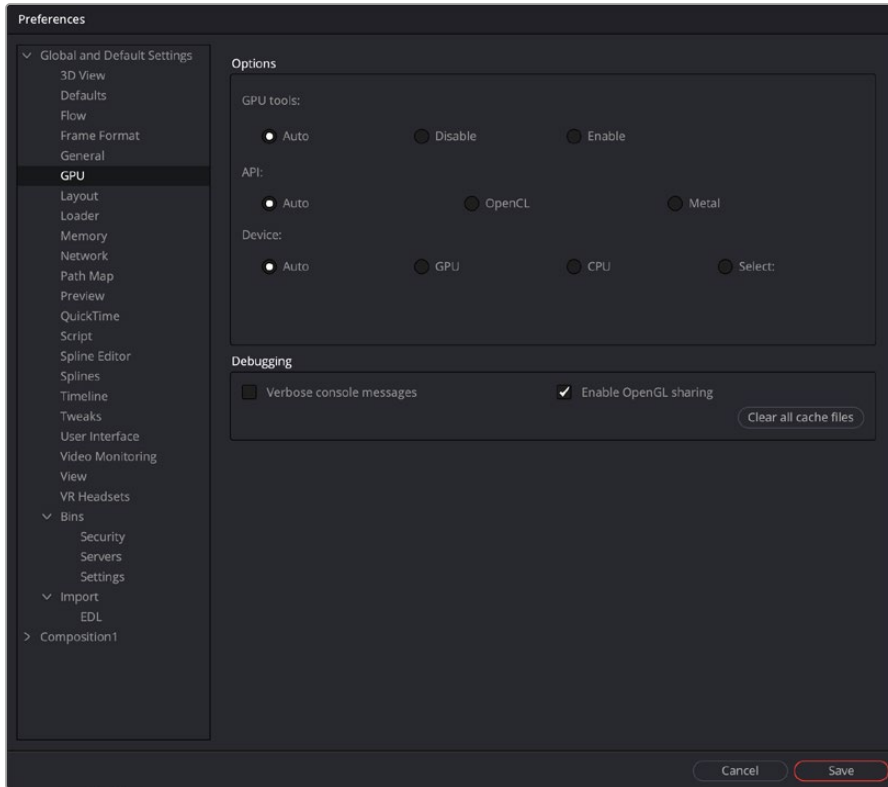 Preferences
Global and Default Settings
3D View
Defaults
Flow
Frame Format
General
GPU
Layout
Loader
Memory
Network
Path Map
Preview
QuickTime
Script
Spline Editor
Splines
Timeline
Tweaks
User Interface
Video Monitoring
View
VR Headsets
Bins
Security
Servers
Settings
Import
EDL
Composition1
Options
GPU tools:
Auto Disable Enable
API:
Auto OpenCL Metal
Device:
Auto GPU CPU Select:
Debugging
Verbose console messages Enable OpenGL sharing
Clear all cache files
Cancel Save